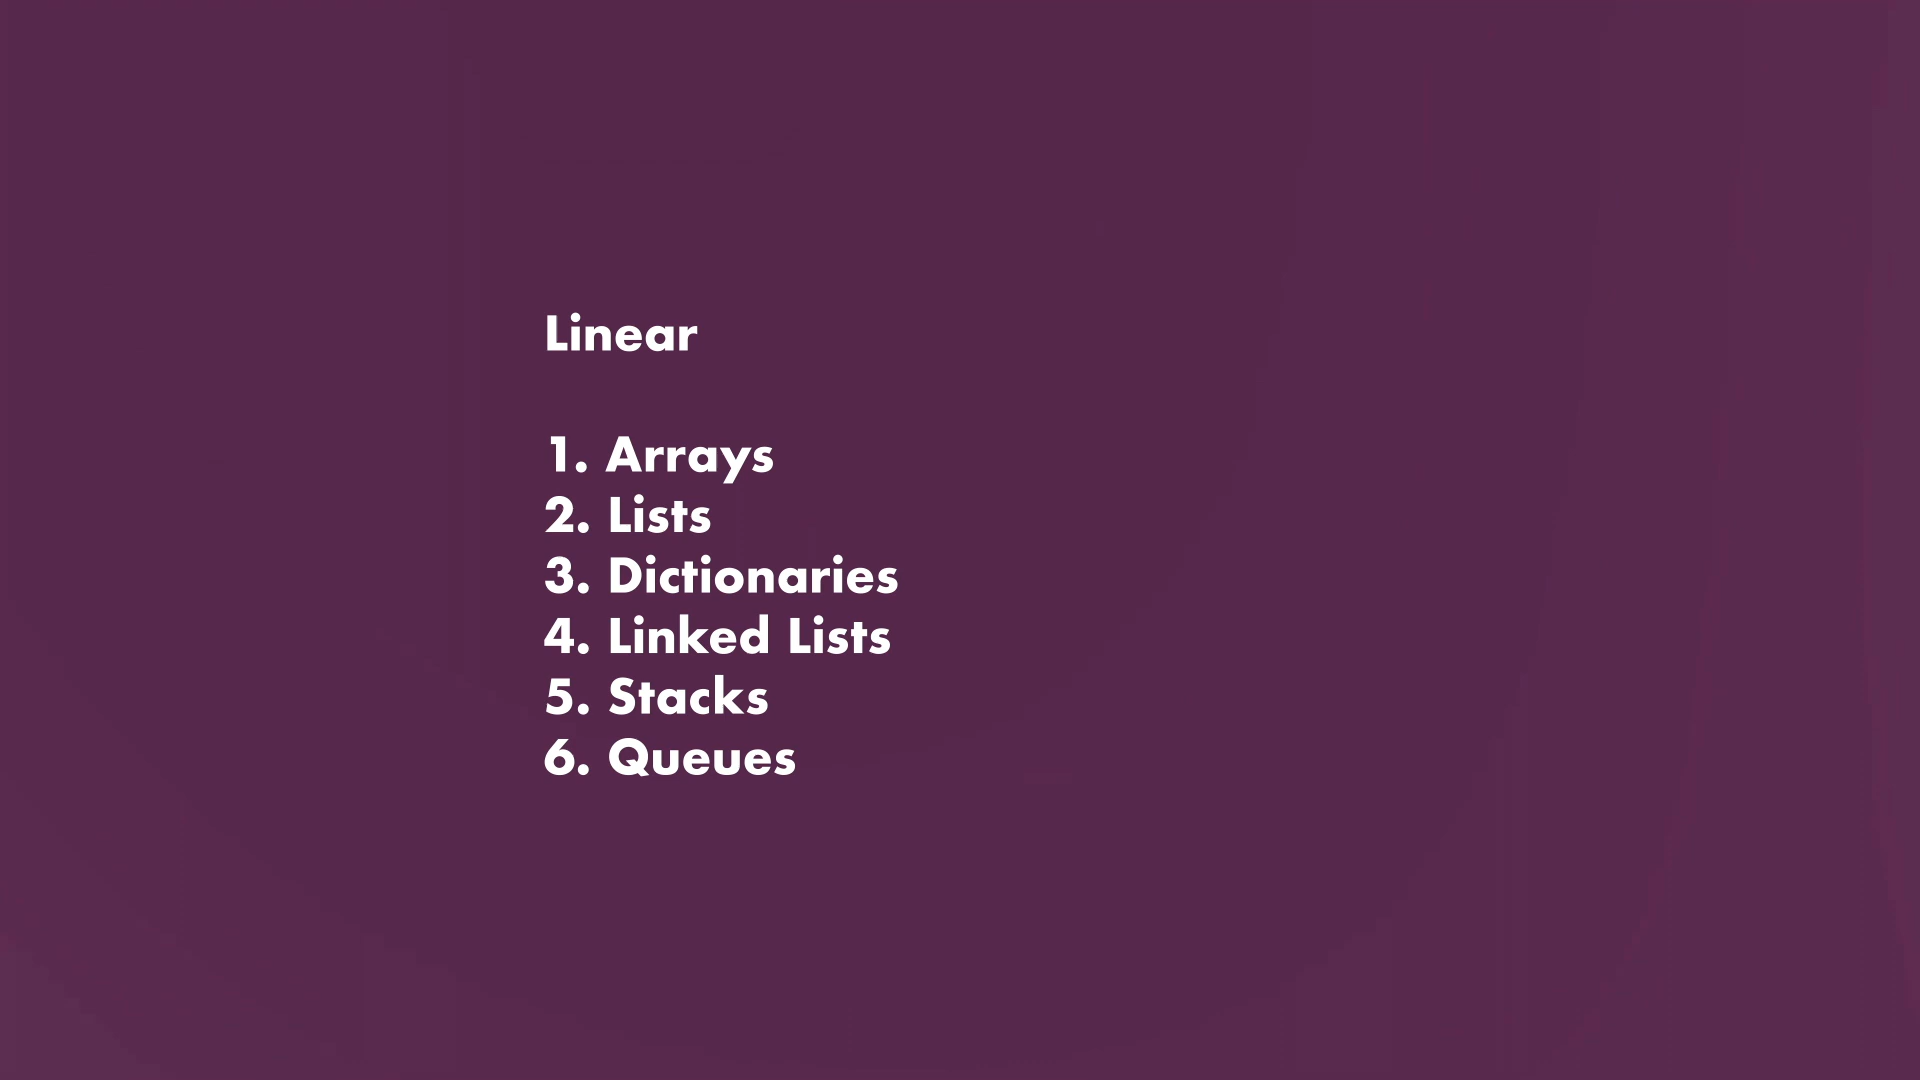 Linear
1. Arrays
2. Lists
3. Dictionaries
4. Linked Lists
5. Stacks
6. Queues